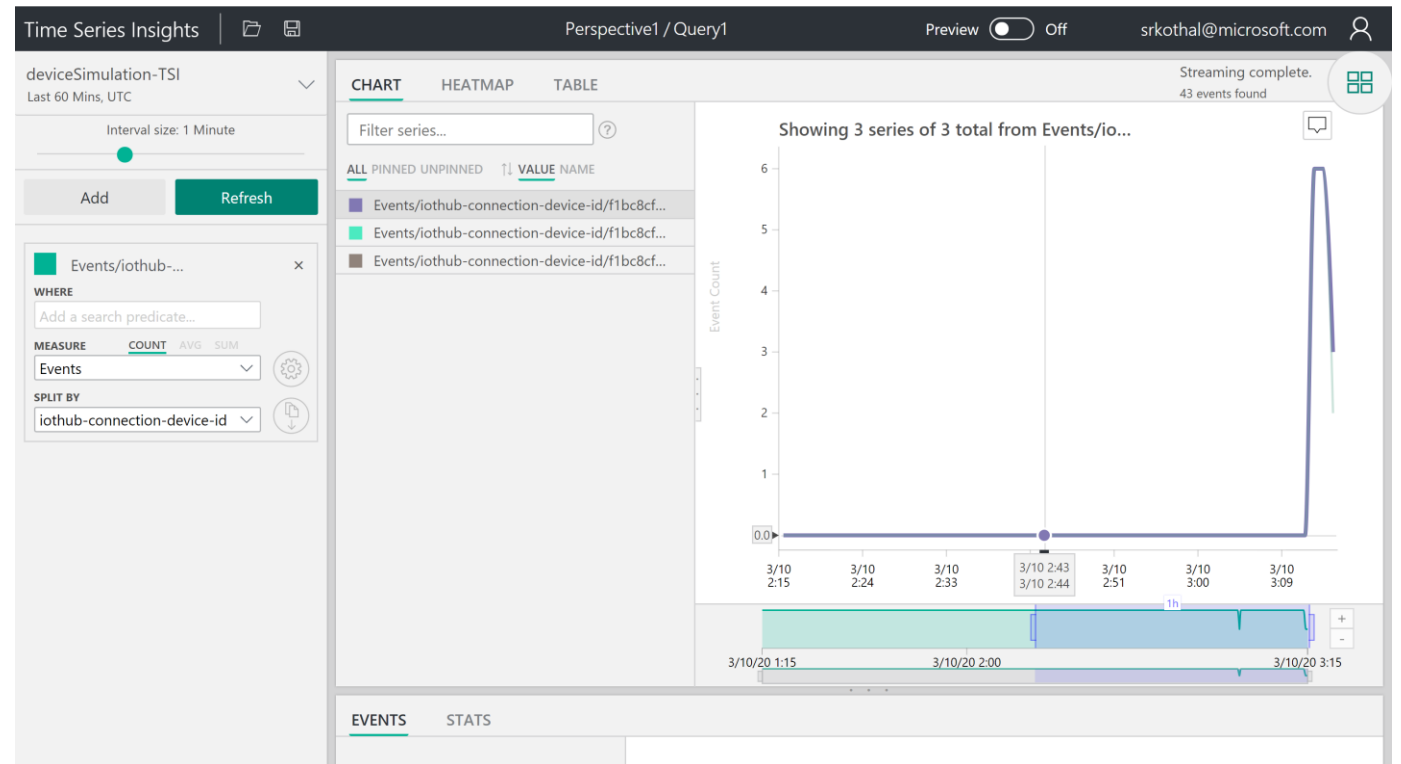 Time Series Insights
Perspective1 / Query1
Preview Off
srkothal@microsoft.com
deviceSimulation-TSI
Last 60 Mins, UTC
Interval size: 1 Minute
Add Refresh
Events/iothub-... ×
WHERE
Add a search predicate...
MEASURE COUNT AVG SUM
Events
SPLIT BY
iothub-connection-device-id
CHART HEATMAP TABLE
Streaming complete.
43 events found
Filter series... ?
ALL PINNED UNPINNED VALUE NAME
Events/iothub-connection-device-id/f1bc8cf...
Events/iothub-connection-device-id/f1bc8cf...
Events/iothub-connection-device-id/f1bc8cf...
Showing 3 series of 3 total from Events/io...
Event Count
6
5
4
3
2
1
0.0
3/10 3/10 3/10 3/10 2:43 3/10 3/10 3/10
2:15 2:24 2:33 3/10 2:44 2:51 3:00 3:09
1h
+
-
3/10/20 1:15 3/10/20 2:00 3/10/20 3:15
EVENTS STATS